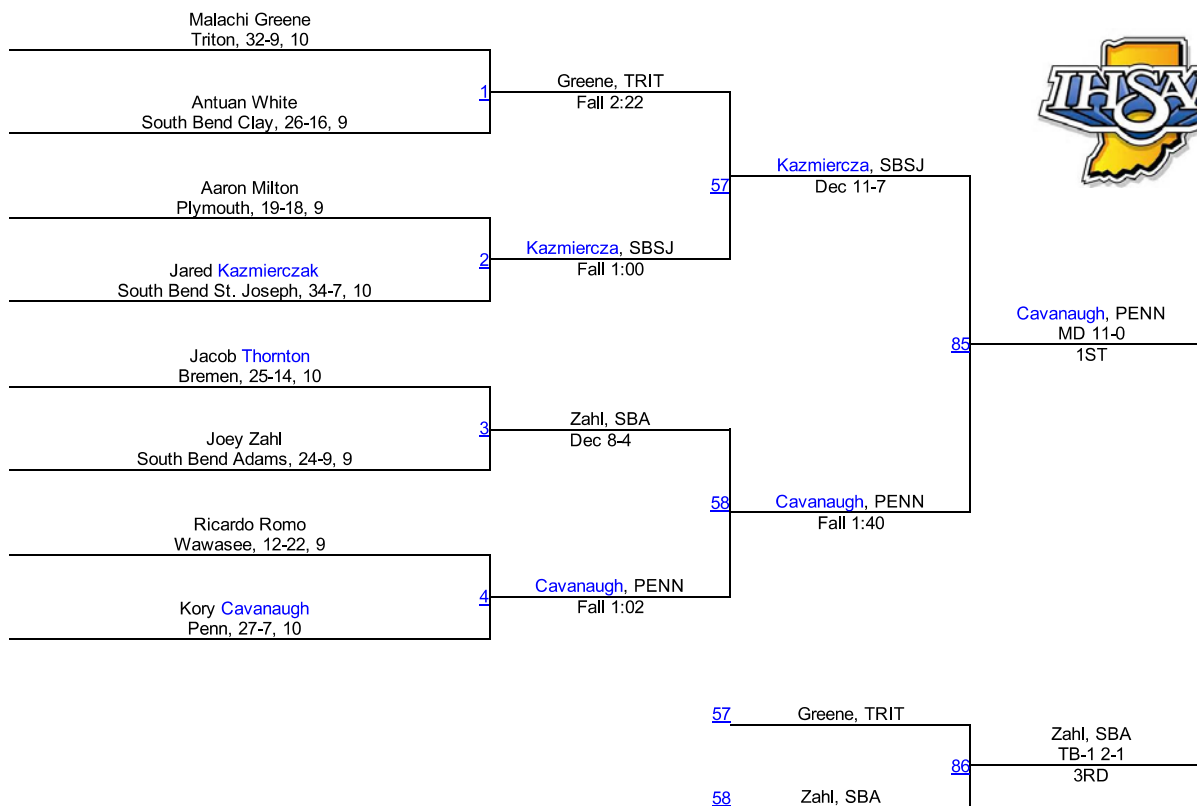 Malachi Greene
Triton, 32-9, 10
1
Greene, TRIT
Fall 2:22
Antuan White
South Bend Clay, 26-16, 9
IHSAA
57
Kazmiercza, SBSJ
Dec 11-7
Aaron Milton
Plymouth, 19-18, 9
2
Kazmiercza, SBSJ
Fall 1:00
Jared Kazmierczak
South Bend St. Joseph, 34-7, 10
85
Cavanaugh, PENN
MD 11-0
1ST
Jacob Thornton
Bremen, 25-14, 10
3
Zahl, SBA
Dec 8-4
Joey Zahl
South Bend Adams, 24-9, 9
58
Cavanaugh, PENN
Fall 1:40
Ricardo Romo
Wawasee, 12-22, 9
4
Cavanaugh, PENN
Fall 1:02
Kory Cavanaugh
Penn, 27-7, 10
57
Greene, TRIT
86
Zahl, SBA
TB-1 2-1
3RD
58
Zahl, SBA